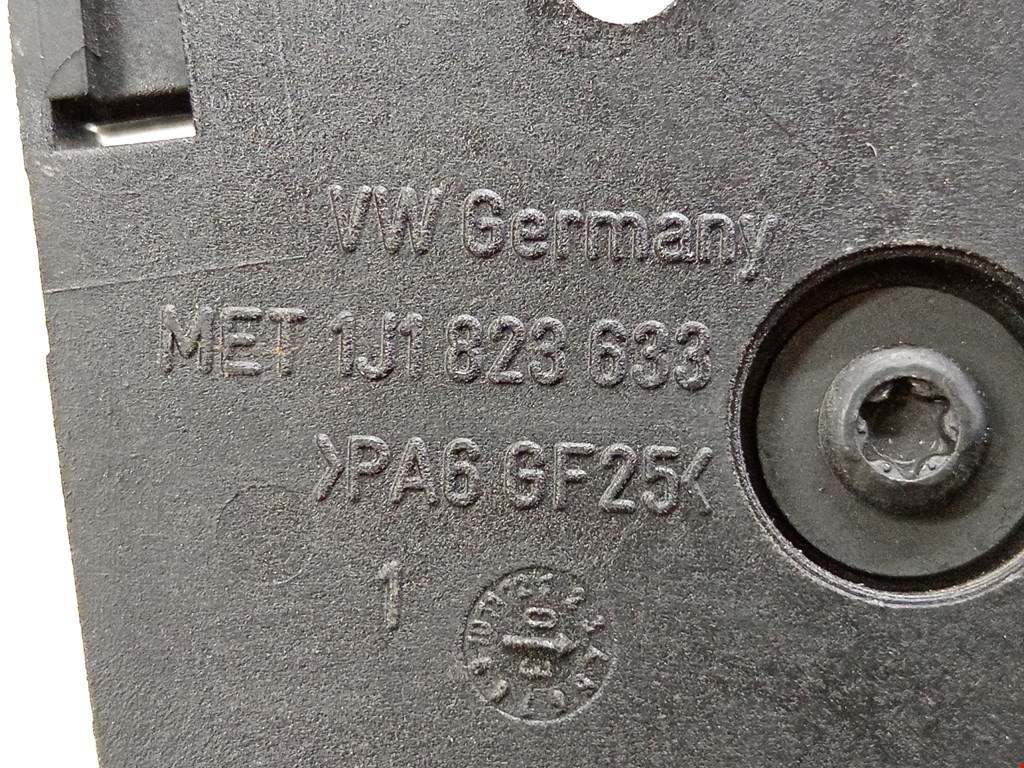 VW Germany
MET 1J1 823 633
>PA6 GF25<
1